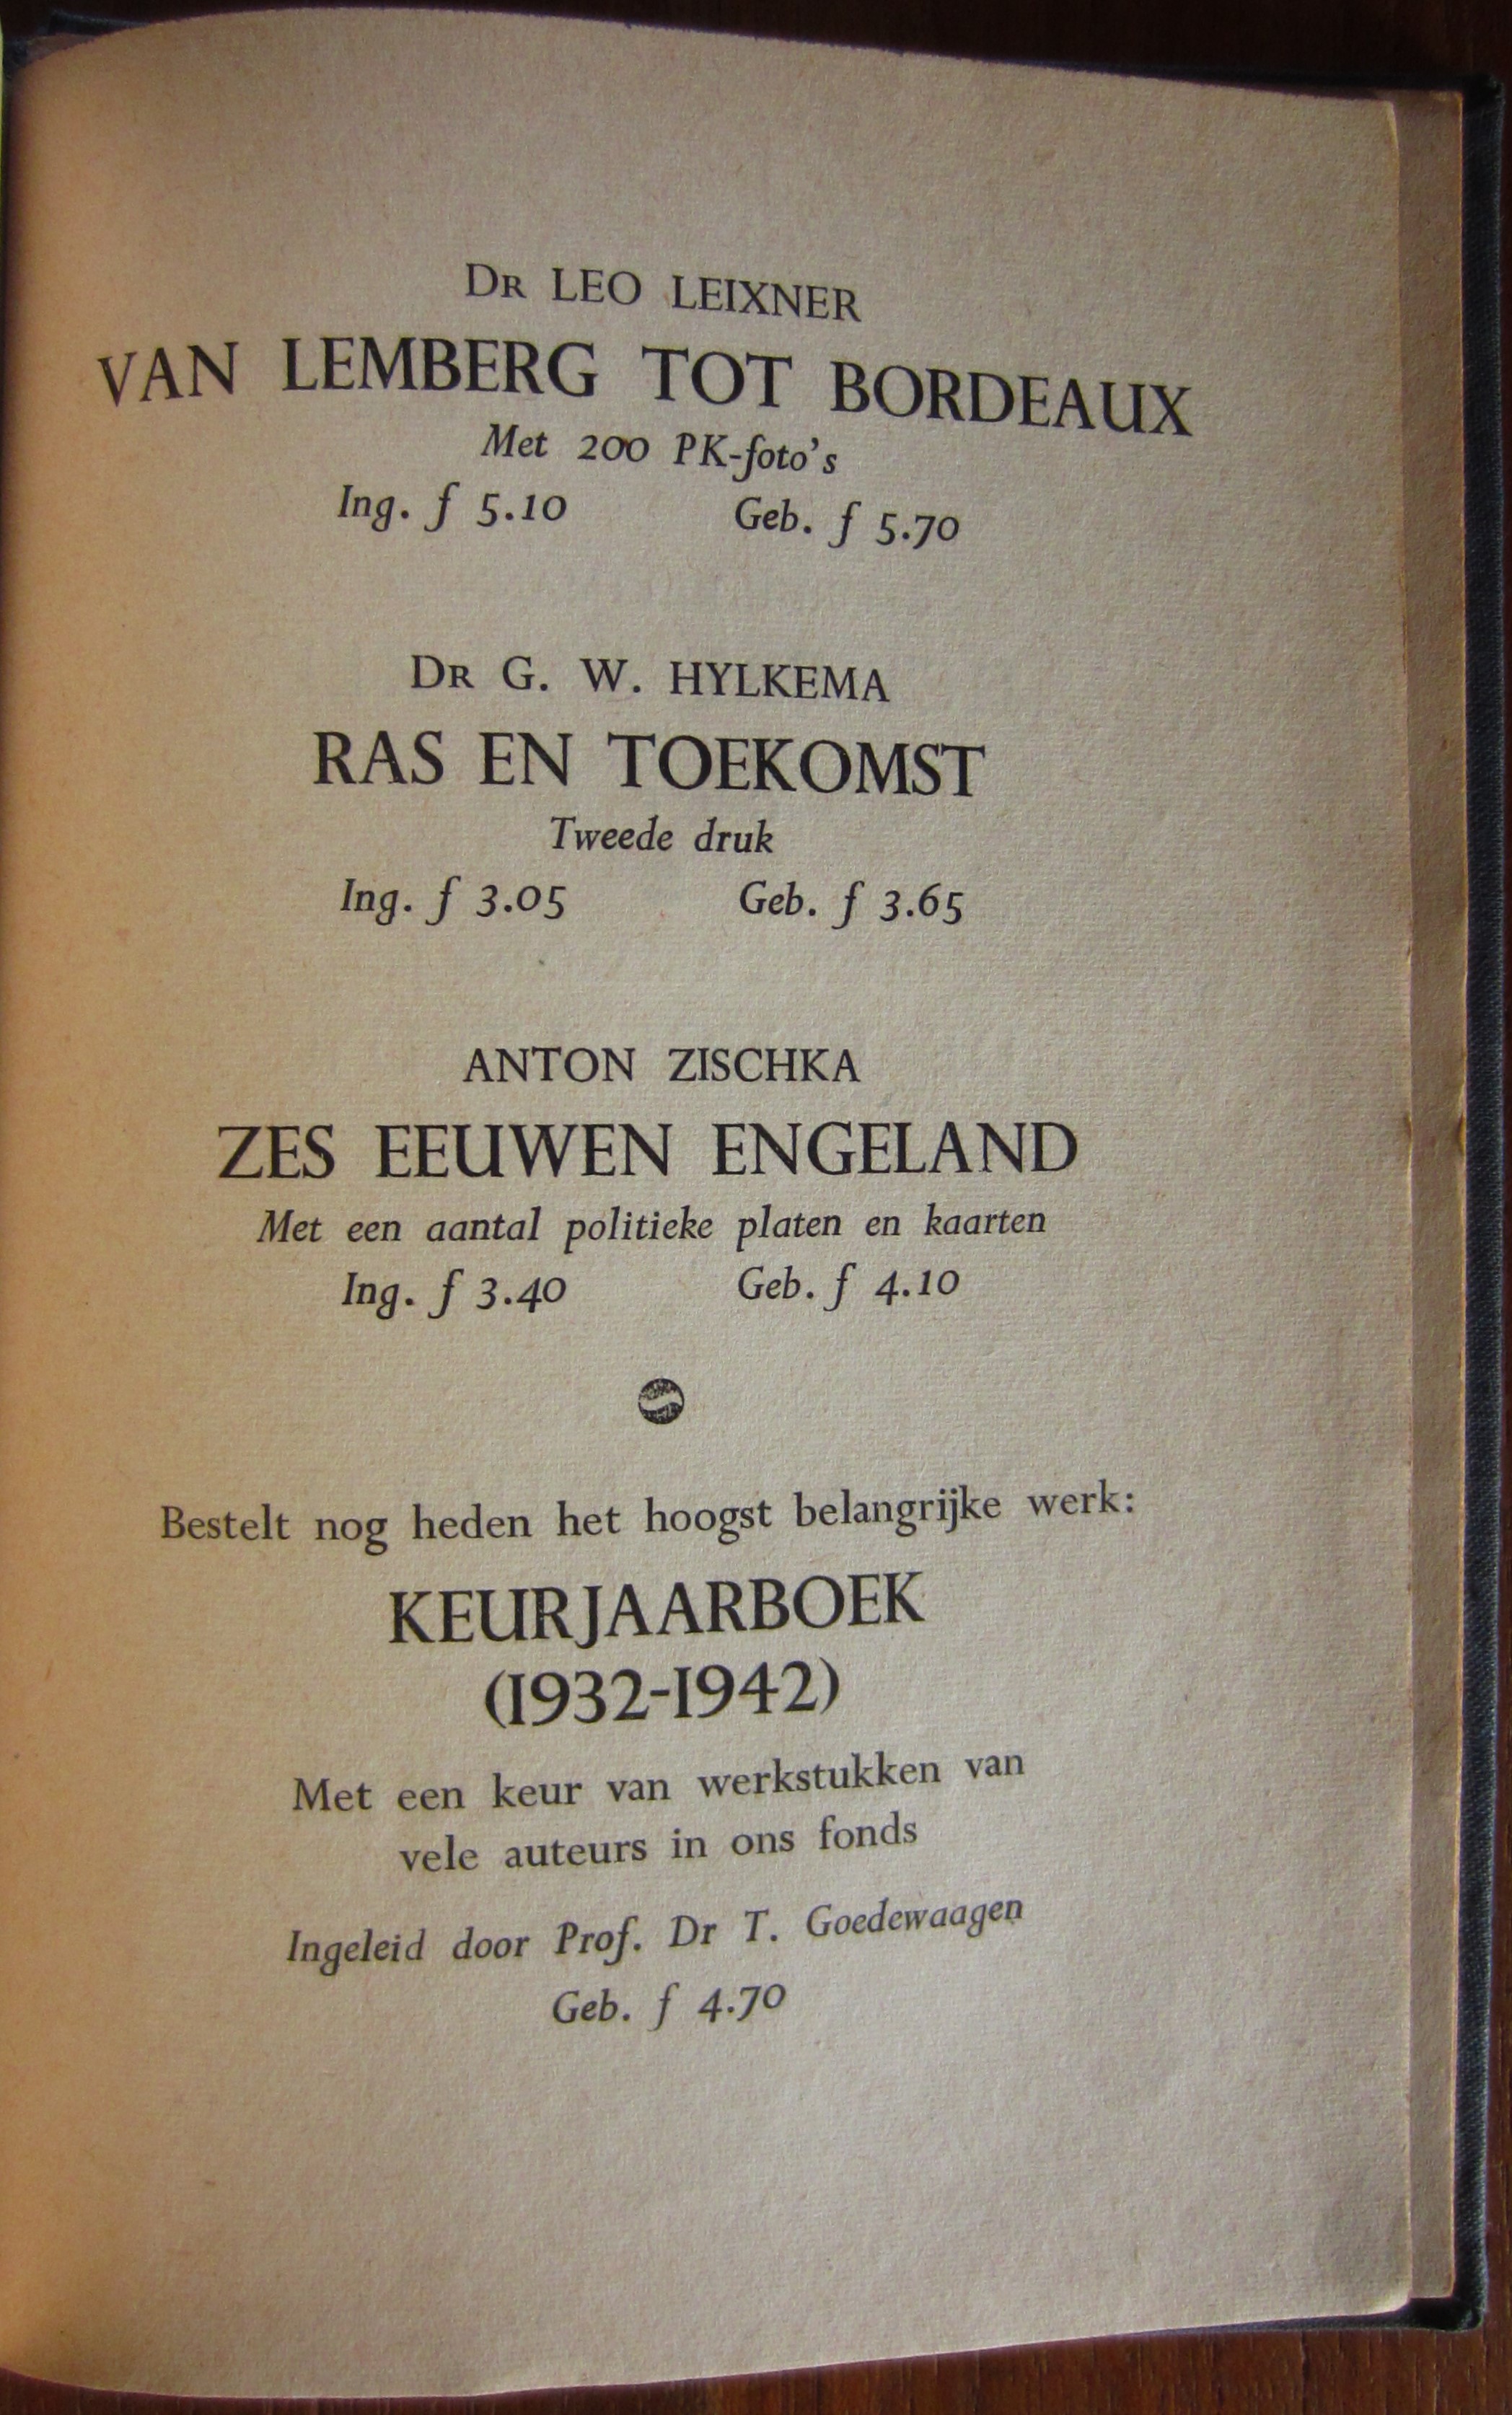 Dr LEO LEIXNER
VAN LEMBERG TOT BORDEAUX
Met 200 PK-foto's
Ing. f 5.10 Geb. f 5.70
Dr G. W. HYLKEMA
RAS EN TOEKOMST
Tweede druk
Ing. f 3.05 Geb. f 3.65
ANTON ZISCHKA
ZES EEUWEN ENGELAND
Met een aantal politieke platen en kaarten
Ing. f 3.40 Geb. f 4.10
Bestelt nog heden het hoogst belangrijke werk:
KEURJAARBOEK
(1932-1942)
Met een keur van werkstukken van
vele auteurs in ons fonds
Ingeleid door Prof. Dr T. Goedewaagen
Geb. f 4.70